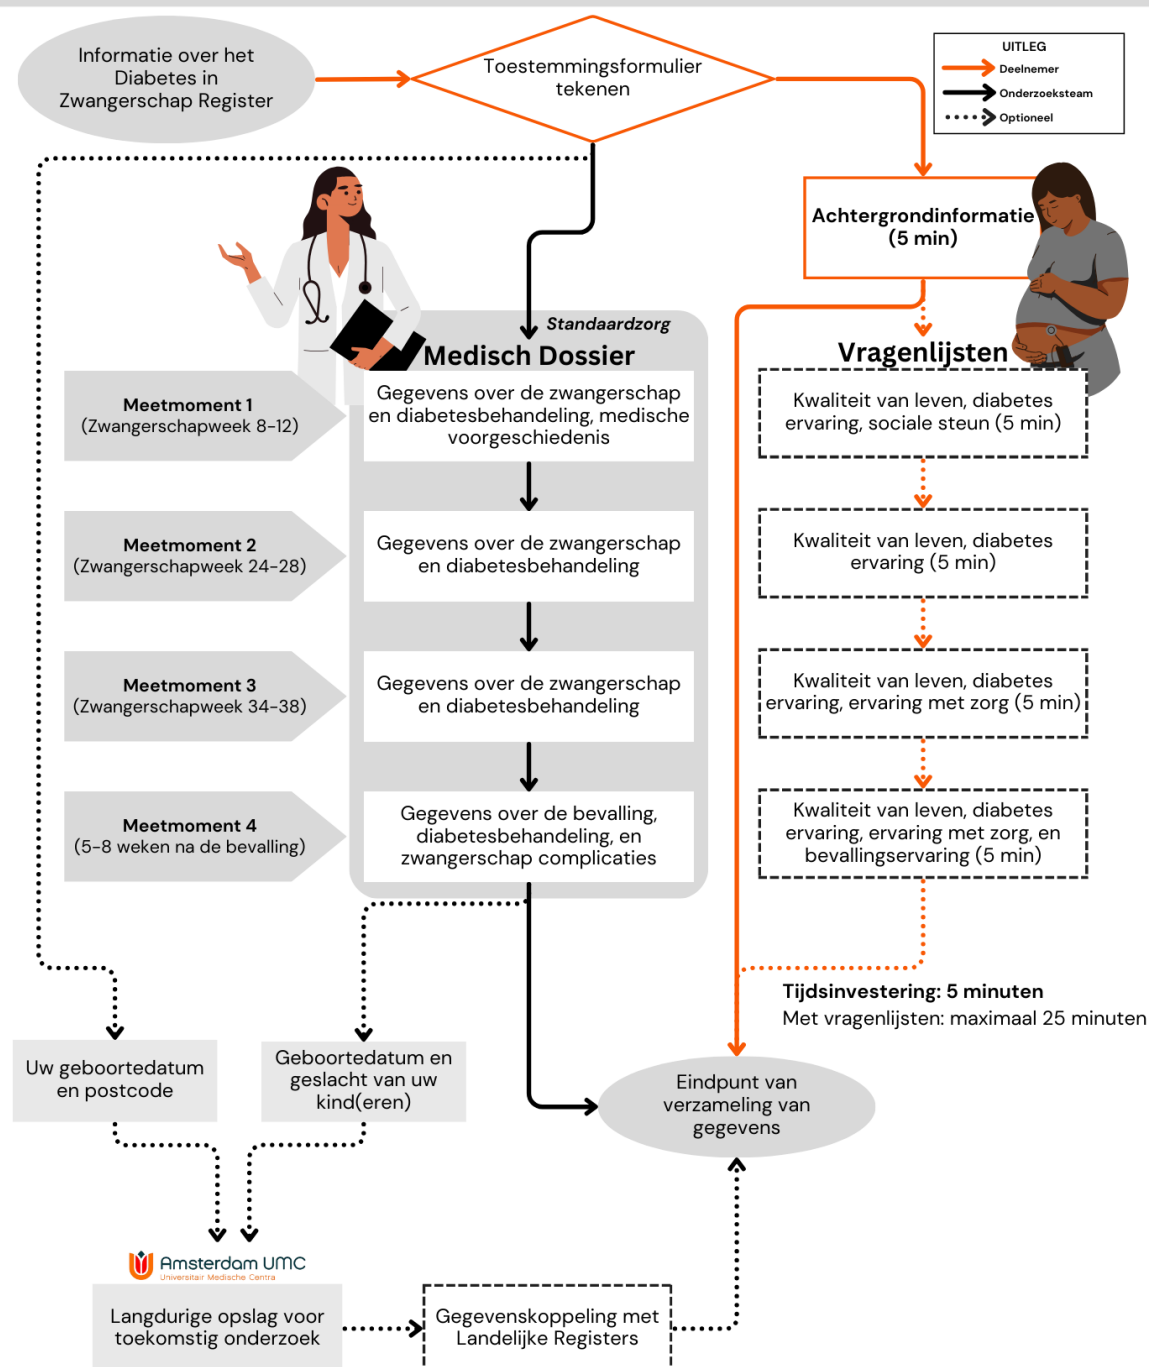 Informatie over het
Diabetes in
Zwangerschap Register
Toestemmingsformulier
tekenen
UITLEG
Deelnemer
Onderzoeksteam
Optioneel
Achtergrondinformatie
(5 min)
Standaardzorg
Medisch Dossier
Vragenlijsten
Meetmoment 1
(Zwangerschapweek 8-12)
Gegevens over de zwangerschap
en diabetesbehandeling, medische
voorgeschiedenis
Kwaliteit van leven, diabetes
ervaring, sociale steun (5 min)
Meetmoment 2
(Zwangerschapweek 24-28)
Gegevens over de zwangerschap
en diabetesbehandeling
Kwaliteit van leven, diabetes
ervaring (5 min)
Meetmoment 3
(Zwangerschapweek 34-38)
Gegevens over de zwangerschap
en diabetesbehandeling
Kwaliteit van leven, diabetes
ervaring, ervaring met zorg (5 min)
Meetmoment 4
(5-8 weken na de bevalling)
Gegevens over de bevalling,
diabetesbehandeling, en
zwangerschap complicaties
Kwaliteit van leven, diabetes
ervaring, ervaring met zorg, en
bevallingservaring (5 min)
Tijdsinvestering: 5 minuten
Met vragenlijsten: maximaal 25 minuten
Uw geboortedatum
en postcode
Geboortedatum en
geslacht van uw
kind(eren)
Eindpunt van
verzameling van
gegevens
Amsterdam UMC
Universitair Medische Centra
Langdurige opslag voor
toekomstig onderzoek
Gegevenskoppeling met
Landelijke Registers